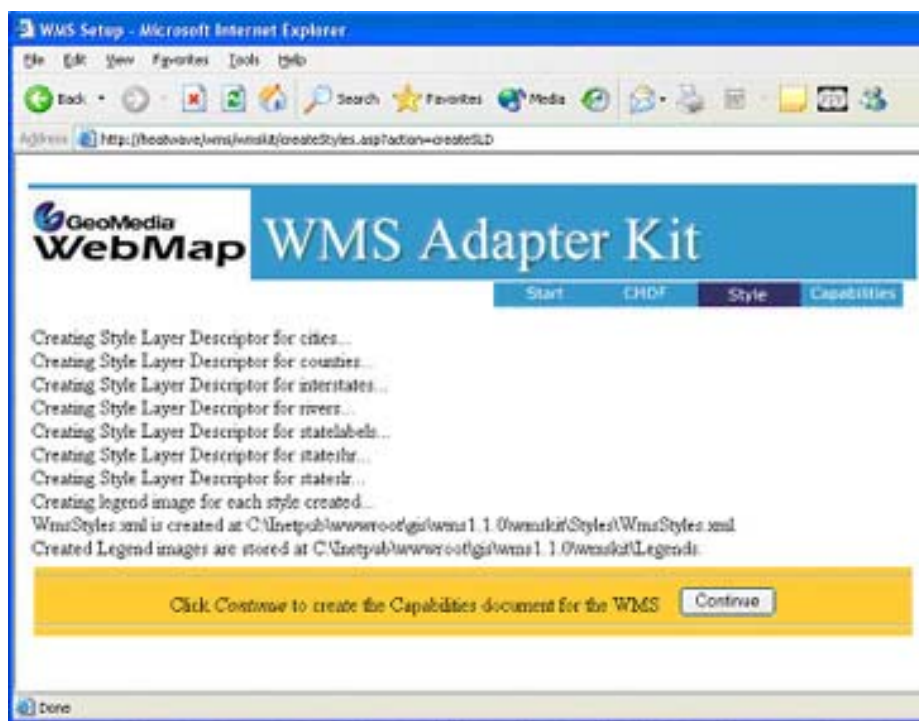 WMS Setup - Microsoft Internet Explorer
File Edit View Favorites Tools Help
Back Search Favorites Media
Address http://heatwave/wms/wmskit/createStyles.asp?action=createSLD
GeoMedia
WebMap
WMS Adapter Kit
Start CHDF Style Capabilities
Creating Style Layer Descriptor for cities...
Creating Style Layer Descriptor for counties...
Creating Style Layer Descriptor for interstates...
Creating Style Layer Descriptor for rivers...
Creating Style Layer Descriptor for statelabels...
Creating Style Layer Descriptor for stateshr...
Creating Style Layer Descriptor for stateslr...
Creating legend image for each style created...
WmsStyles.xml is created at C:\Inetpub\wwwroot\gis\wms1.1.0\wmskit\Styles\WmsStyles.xml
Created Legend images are stored at C:\Inetpub\wwwroot\gis\wms1.1.0\wmskit\Legends.
Click Continue to create the Capabilities document for the WMS Continue
Done